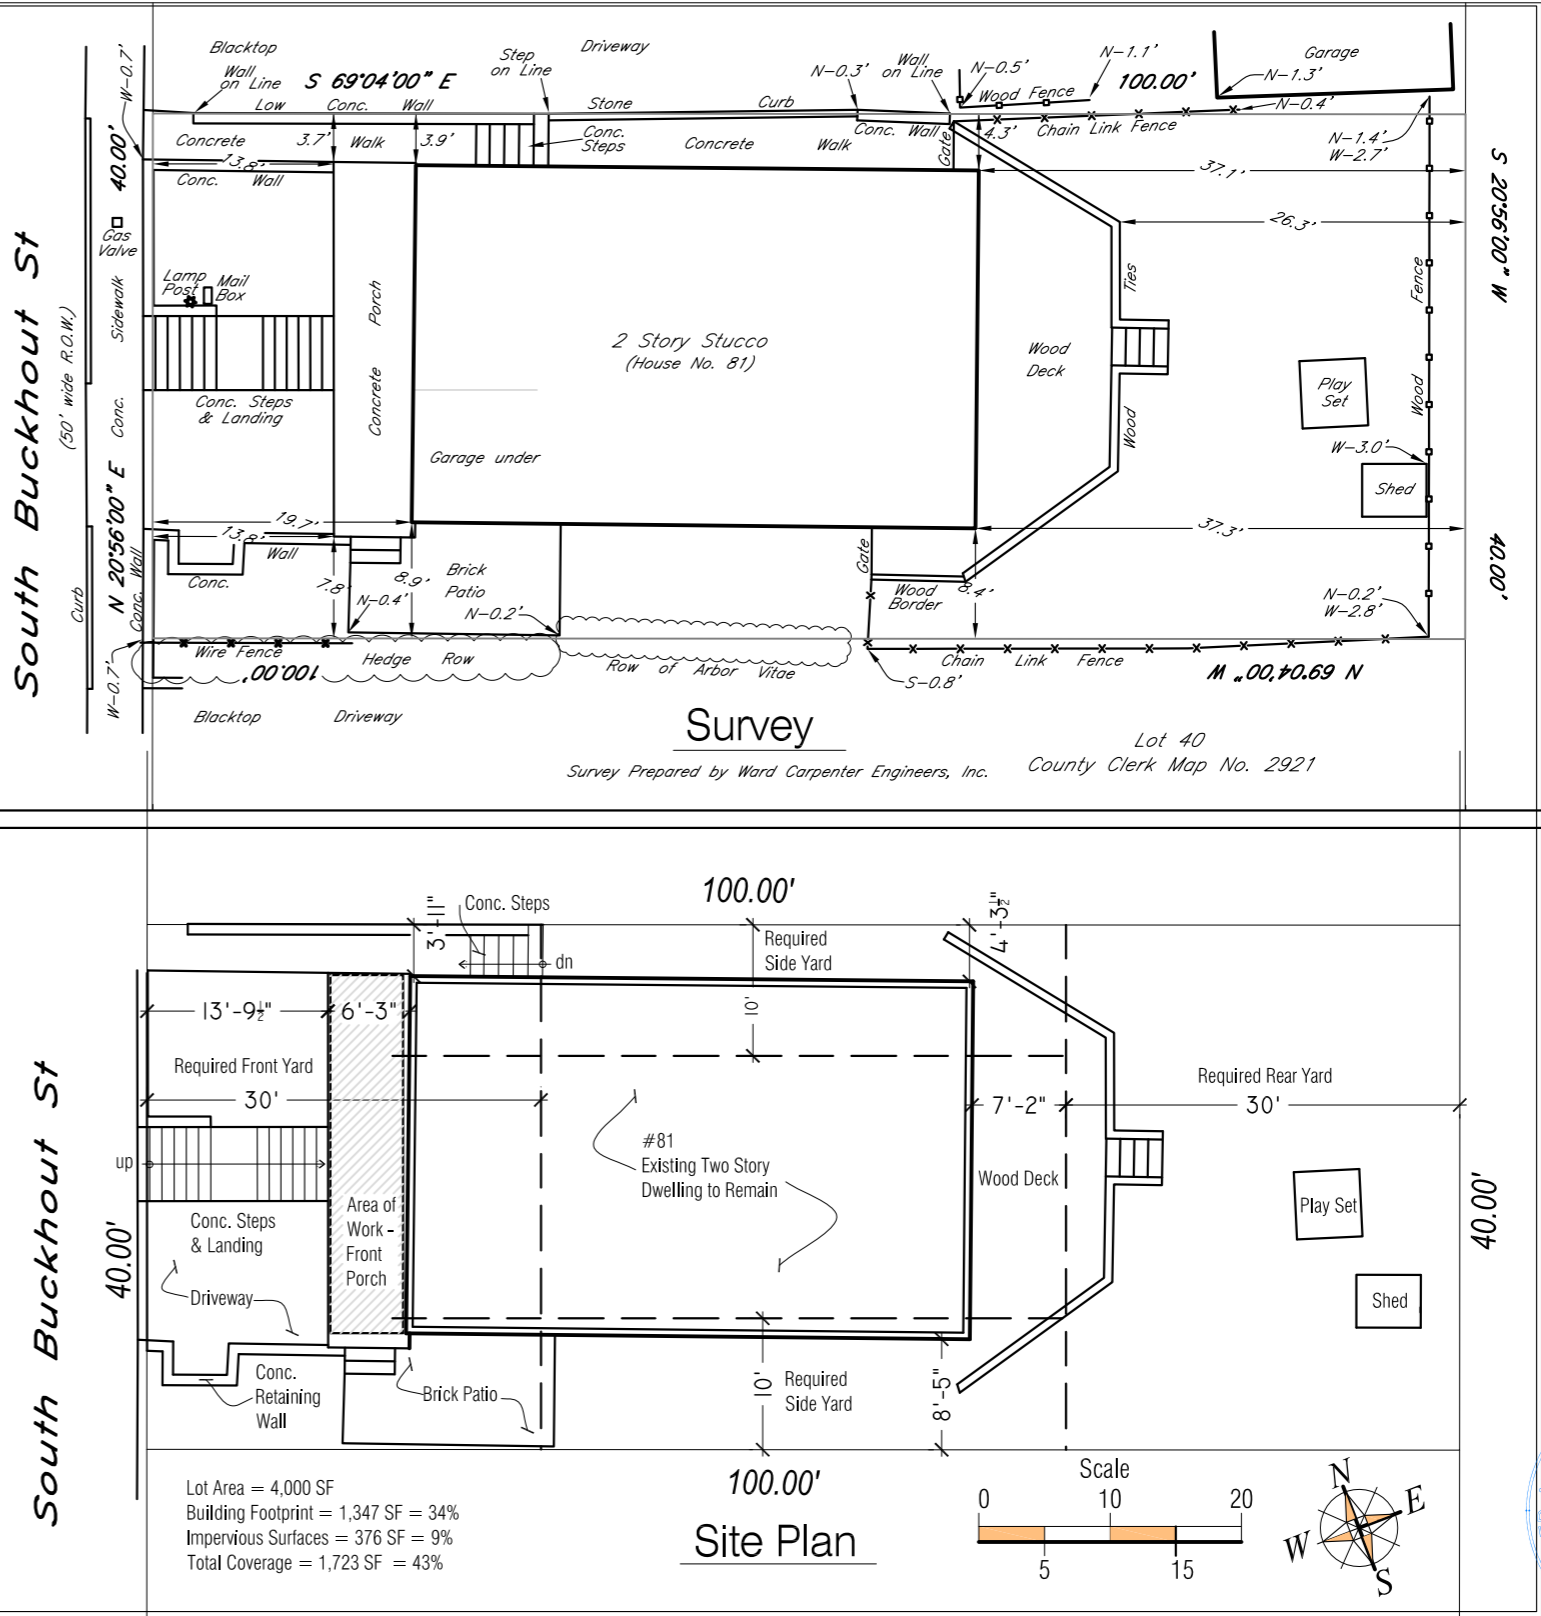 Blacktop
Driveway
Wall
on Line
S 69°04'00" E
Step
on Line
N-0.3'
Wall
on Line
N-0.5'
N-1.1'
100.00'
Garage
N-1.3'
N-0.4'
W-0.7'
Low Conc. Wall
Stone Curb
Wood Fence
Concrete Walk
3.7'
3.9'
Conc.
Steps
Concrete Walk
Conc. Wall
Gate
4.3'
Chain Link Fence
N-1.4'
W-2.7'
40.00'
13.8'
Conc. Wall
37.1'
26.3'
S 20°56'00" W
Gas
Valve
Lamp
Post
Mail
Box
South Buckhout St
(50' wide R.O.W.)
Conc. Sidewalk
Concrete Porch
2 Story Stucco
(House No. 81)
Wood
Deck
Wood Ties
Wood Fence
Play
Set
Conc. Steps
& Landing
Garage under
W-3.0'
Shed
N 20°56'00" E
19.7'
13.8'
37.3'
40.00'
Curb
Conc. Wall
Conc. Wall
7.8'
8.9'
Brick
Patio
N-0.4'
N-0.2'
Gate
Wood
Border
8.4'
N-0.2'
W-2.8'
W-0.7'
Wire Fence
100.00'
Hedge Row
Row of Arbor Vitae
S-0.8'
Chain Link Fence
N 69°04'00" W
Blacktop Driveway
Survey
Survey Prepared by Ward Carpenter Engineers, Inc.
Lot 40
County Clerk Map No. 2921
100.00'
3'-11"
Conc. Steps
dn
Required
Side Yard
10'
4'-3½"
13'-9½"
6'-3"
Required Front Yard
30'
7'-2"
Required Rear Yard
30'
#81
Existing Two Story
Dwelling to Remain
up
Wood Deck
Play Set
Area of
Work -
Front
Porch
Conc. Steps
& Landing
South Buckhout St
40.00'
40.00'
Driveway
Shed
Conc.
Retaining
Wall
Brick Patio
10'
Required
Side Yard
8'-5"
100.00'
Lot Area = 4,000 SF
Building Footprint = 1,347 SF = 34%
Impervious Surfaces = 376 SF = 9%
Total Coverage = 1,723 SF = 43%
Site Plan
Scale
0 10 20
5 15
N
E
W
S